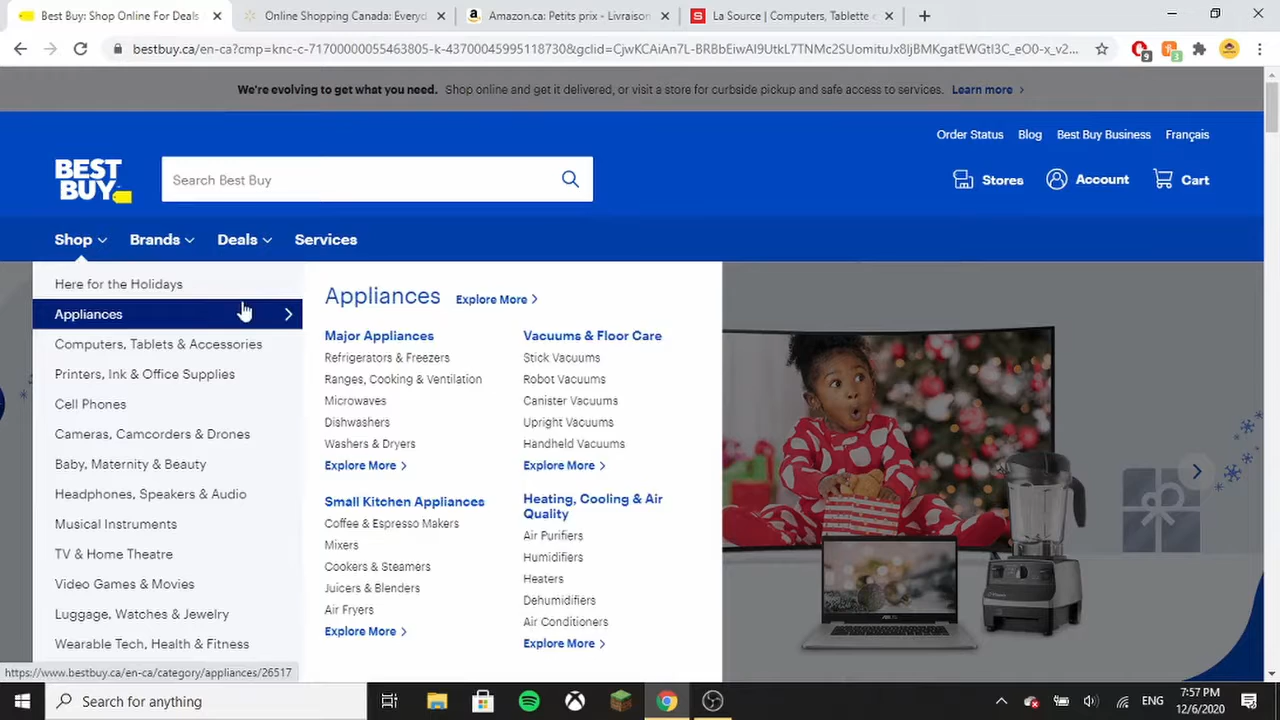 Best Buy: Shop Online For Deals
Online Shopping Canada: Everyd
Amazon.ca: Petits prix - Livraison
La Source | Computers, Tablette
bestbuy.ca/en-ca?cmp=knc-c-71700000055463805-k-43700045995118730&gclid=CjwKCAiAn7L-BRBbEiwAl9UtkL7TNMc2SUomituJx8IjBMKgatEWGtI3C_eO0-x_v2...
9
3
We're evolving to get what you need. Shop online and get it delivered, or visit a store for curbside pickup and safe access to services. Learn more
Order Status Blog Best Buy Business Français
BEST BUY
Search Best Buy
Stores Account Cart
Shop Brands Deals Services
Here for the Holidays
Appliances
Computers, Tablets & Accessories
Printers, Ink & Office Supplies
Cell Phones
Cameras, Camcorders & Drones
Baby, Maternity & Beauty
Headphones, Speakers & Audio
Musical Instruments
TV & Home Theatre
Video Games & Movies
Luggage, Watches & Jewelry
Wearable Tech, Health & Fitness
Appliances Explore More
Major Appliances
Refrigerators & Freezers
Ranges, Cooking & Ventilation
Microwaves
Dishwashers
Washers & Dryers
Explore More
Small Kitchen Appliances
Coffee & Espresso Makers
Mixers
Cookers & Steamers
Juicers & Blenders
Air Fryers
Explore More
Vacuums & Floor Care
Stick Vacuums
Robot Vacuums
Canister Vacuums
Upright Vacuums
Handheld Vacuums
Explore More
Heating, Cooling & Air
Quality
Air Purifiers
Humidifiers
Heaters
Dehumidifiers
Air Conditioners
Explore More
https://www.bestbuy.ca/en-ca/category/appliances/26517
Search for anything
ENG
7:57 PM
12/6/2020